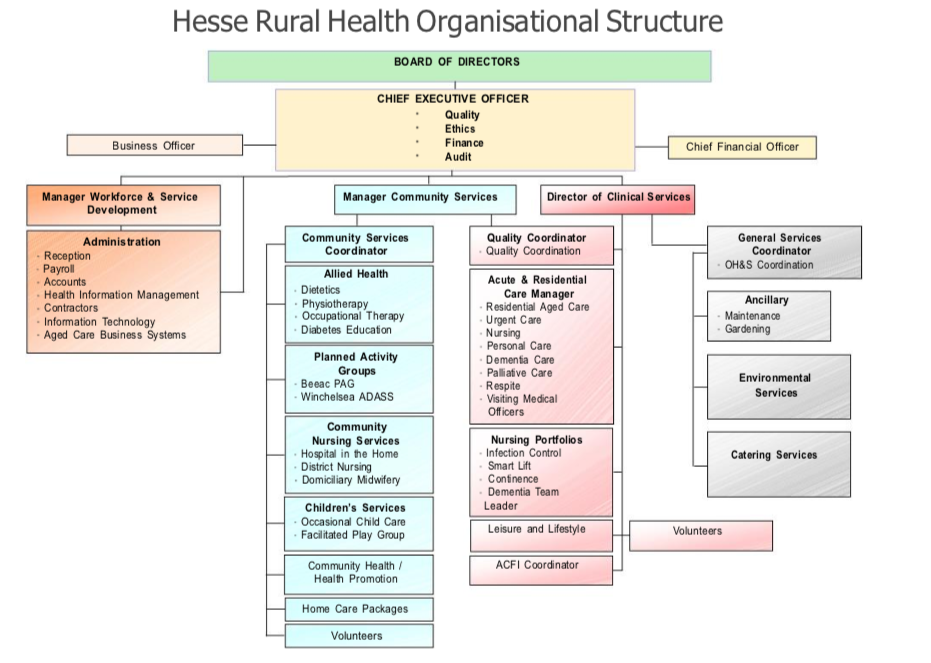 Hesse Rural Health Organisational Structure
BOARD OF DIRECTORS
CHIEF EXECUTIVE OFFICER
• Quality
• Ethics
• Finance
• Audit
Business Officer
Chief Financial Officer
Manager Workforce & Service
Development
Administration
• Reception
• Payroll
• Accounts
• Health Information Management
• Contractors
• Information Technology
• Aged Care Business Systems
Manager Community Services
Community Services
Coordinator
Allied Health
• Dietetics
• Physiotherapy
• Occupational Therapy
• Diabetes Education
Planned Activity
Groups
• Beeac PAG
• Winchelsea ADASS
Community
Nursing Services
• Hospital in the Home
• District Nursing
• Domiciliary Midwifery
Children's Services
• Occasional Child Care
• Facilitated Play Group
Community Health /
Health Promotion
Home Care Packages
Volunteers
Director of Clinical Services
Quality Coordinator
• Quality Coordination
Acute & Residential
Care Manager
• Residential Aged Care
• Urgent Care
• Nursing
• Personal Care
• Dementia Care
• Palliative Care
• Respite
• Visiting Medical
Officers
Nursing Portfolios
• Infection Control
• Smart Lift
• Continence
• Dementia Team
Leader
Leisure and Lifestyle
Volunteers
ACFI Coordinator
General Services
Coordinator
• OH&S Coordination
Ancillary
• Maintenance
• Gardening
Environmental
Services
Catering Services